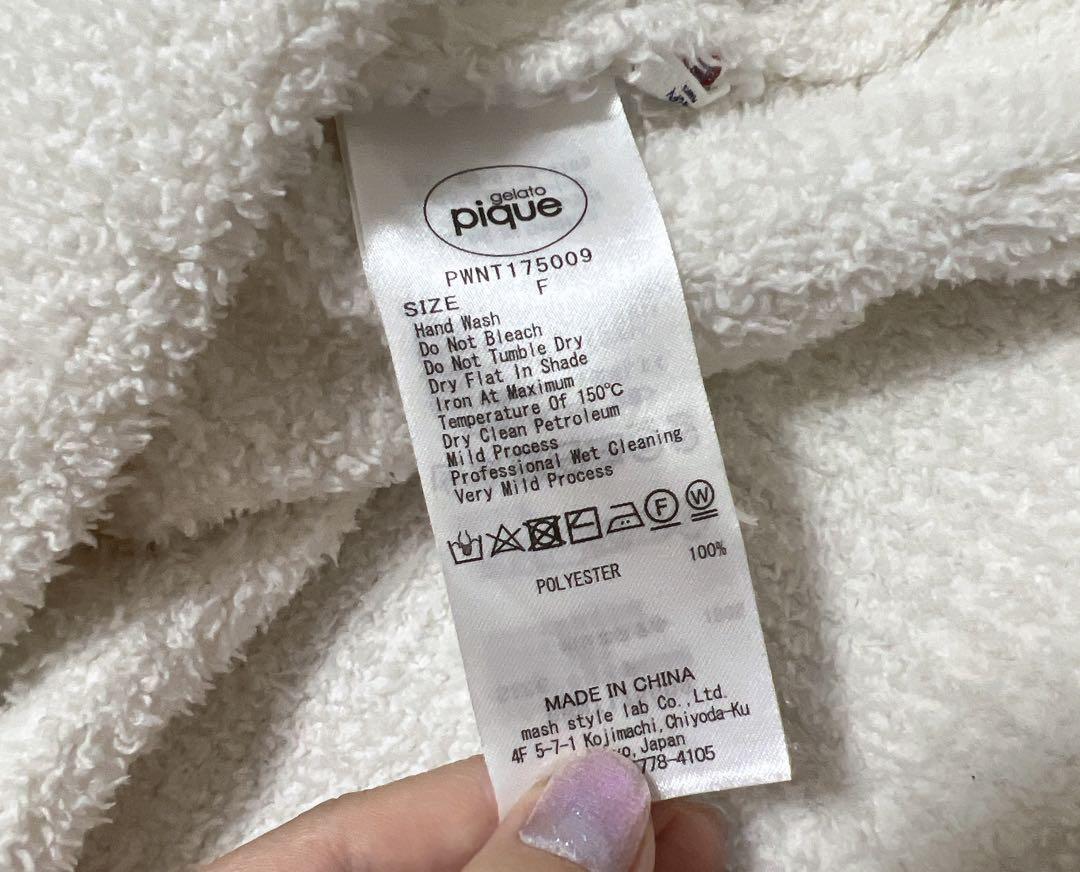 gelato
pique
PWNT175009
SIZE F
Hand Wash
Do Not Bleach
Do Not Tumble Dry
Dry Flat In Shade
Iron At Maximum
Temperature Of 150℃
Dry Clean Petroleum
Mild Process
Professional Wet Cleaning
Very Mild Process
F W
POLYESTER 100%
MADE IN CHINA
mash style lab Co.,Ltd.
4F 5-7-1 Kojimachi,Chiyoda-Ku
Japan
778-4105